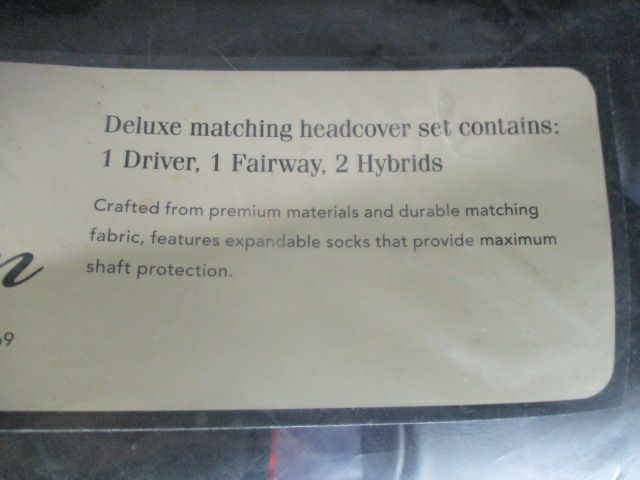 Deluxe matching headcover set contains:
1 Driver, 1 Fairway, 2 Hybrids
Crafted from premium materials and durable matching
fabric, features expandable socks that provide maximum
shaft protection.